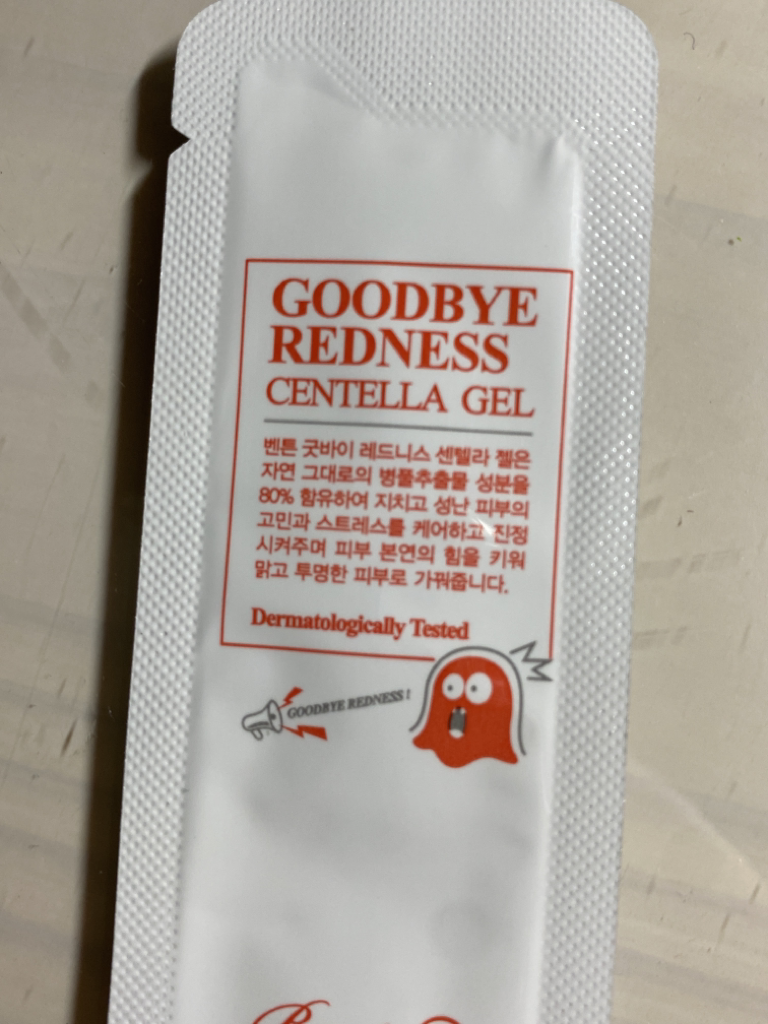 GOODBYE
REDNESS
CENTELLA GEL
벤튼 굿바이 레드니스 센텔라 젤은
자연 그대로의 병풀추출물 성분을
80% 함유하여 지치고 성난 피부의
고민과 스트레스를 케어하고 진정
시켜주며 피부 본연의 힘을 키워
맑고 투명한 피부로 가꿔줍니다.
Dermatologically Tested
GOODBYE REDNESS !